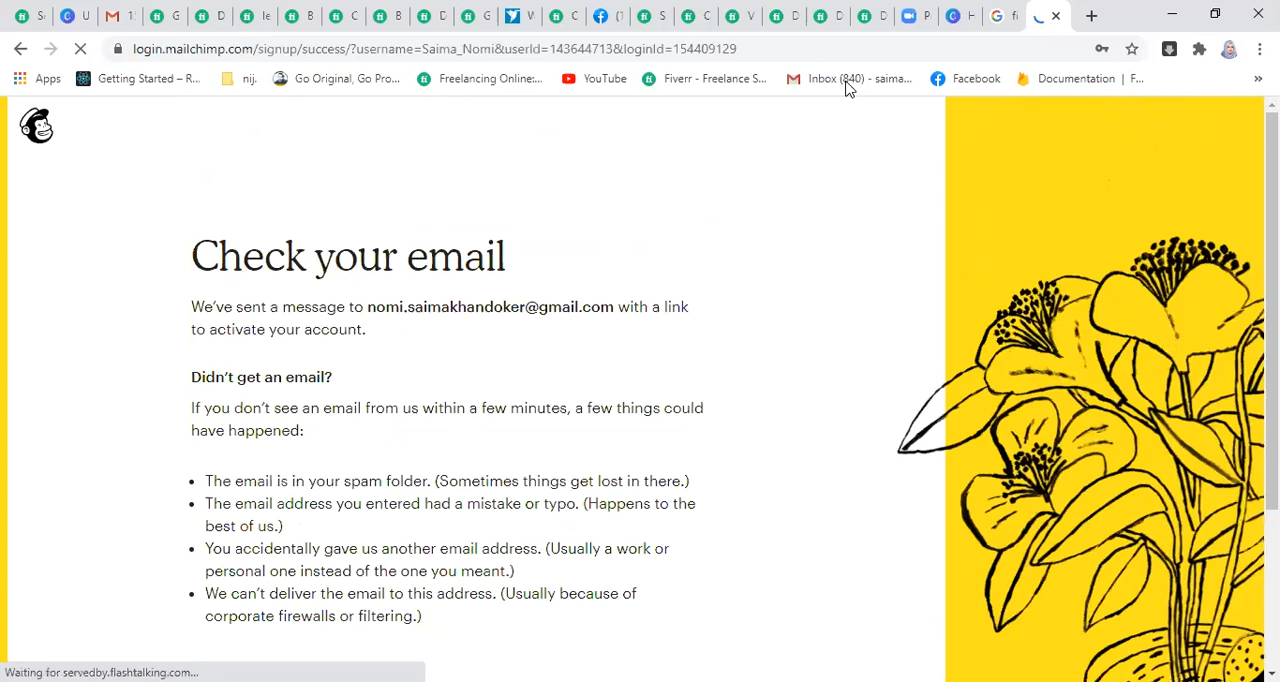 S
U
M
1
G
D
le
C
B
B
C
B
D
G
W
C
(1
S
C
V
D
D
D
P
H
fi
login.mailchimp.com/signup/success/?username=Saima_Nomi&userId=143644713&loginId=154409129
Apps
Getting Started – R...
nij.
Go Original, Go Pro...
Freelancing Online:...
YouTube
Fiverr - Freelance S...
Inbox (840) - saima...
Facebook
Documentation | F...
»
Check your email
We've sent a message to nomi.saimakhandoker@gmail.com with a link
to activate your account.
Didn't get an email?
If you don't see an email from us within a few minutes, a few things could
have happened:
• The email is in your spam folder. (Sometimes things get lost in there.)
• The email address you entered had a mistake or typo. (Happens to the
best of us.)
• You accidentally gave us another email address. (Usually a work or
personal one instead of the one you meant.)
• We can't deliver the email to this address. (Usually because of
corporate firewalls or filtering.)
Waiting for servedby.flashtalking.com...